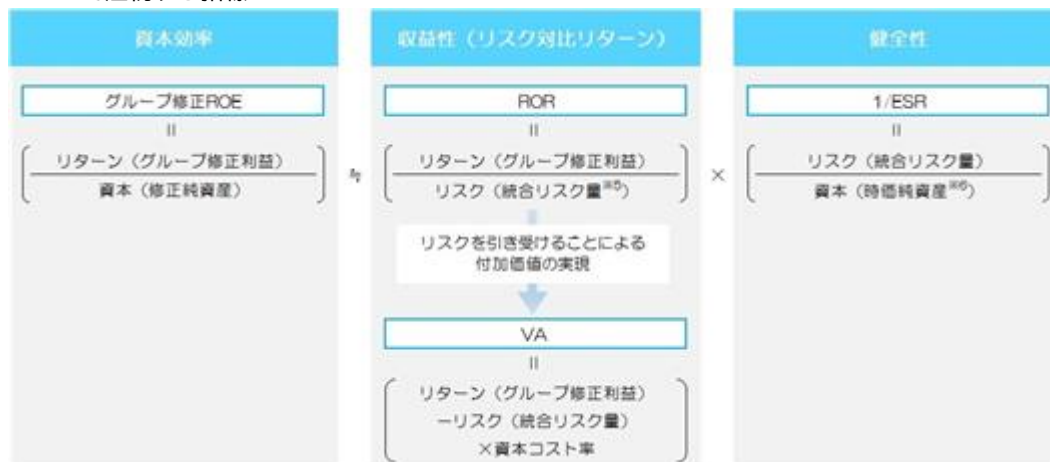 資本効率
グループ修正ROE
=
リターン（グループ修正利益）
資本（修正純資産）
≒
収益性（リスク対比リターン）
ROR
=
リターン（グループ修正利益）
リスク（統合リスク量※5）
リスクを引き受けることによる
付加価値の実現
VA
=
リターン（グループ修正利益）
－リスク（統合リスク量）
×資本コスト率
×
健全性
1/ESR
=
リスク（統合リスク量）
資本（時価純資産※6）